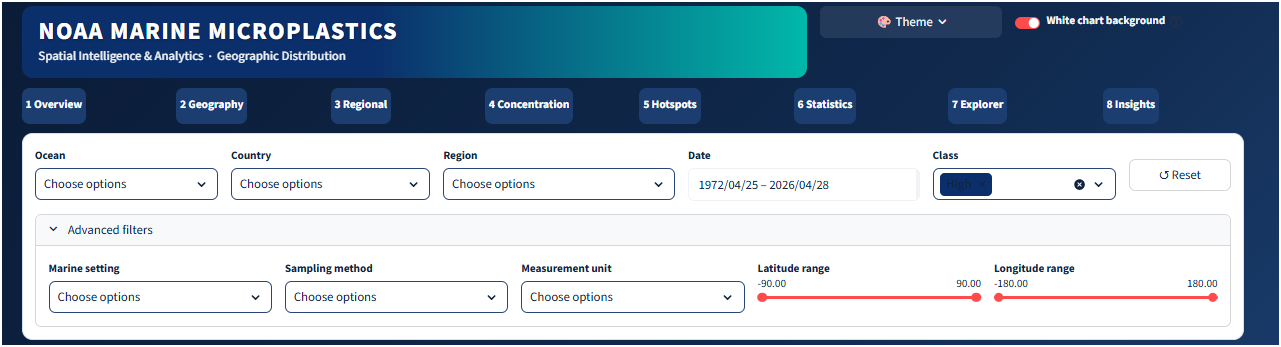 NOAA MARINE MICROPLASTICS
Spatial Intelligence & Analytics · Geographic Distribution
Theme
White chart background
1 Overview
2 Geography
3 Regional
4 Concentration
5 Hotspots
6 Statistics
7 Explorer
8 Insights
Ocean
Country
Region
Date
Class
Choose options
Choose options
Choose options
1972/04/25 – 2026/04/28
High
↺ Reset
Advanced filters
Marine setting
Sampling method
Measurement unit
Latitude range
Longitude range
-90.00
90.00
-180.00
180.00
Choose options
Choose options
Choose options